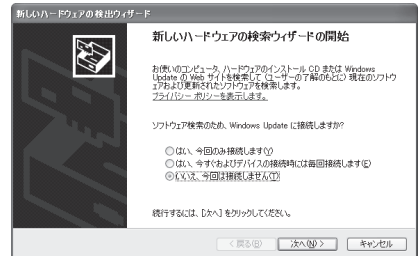 新しいハードウェアの検出ウィザード
新しいハードウェアの検索ウィザードの開始
お使いのコンピュータ、ハードウェアのインストール CD または Windows
Update の Web サイトを検索して (ユーザーの了解のもとに) 現在のソフトウ
ェアおよび更新されたソフトウェアを検索します。
プライバシー ポリシーを表示します。
ソフトウェア検索のため、Windows Update に接続しますか?
はい、今回のみ接続します(Y)
はい、今すぐおよびデバイスの接続時には毎回接続します(E)
いいえ、今回は接続しません(T)
続行するには、[次へ] をクリックしてください。
< 戻る(B) 次へ(N) > キャンセル